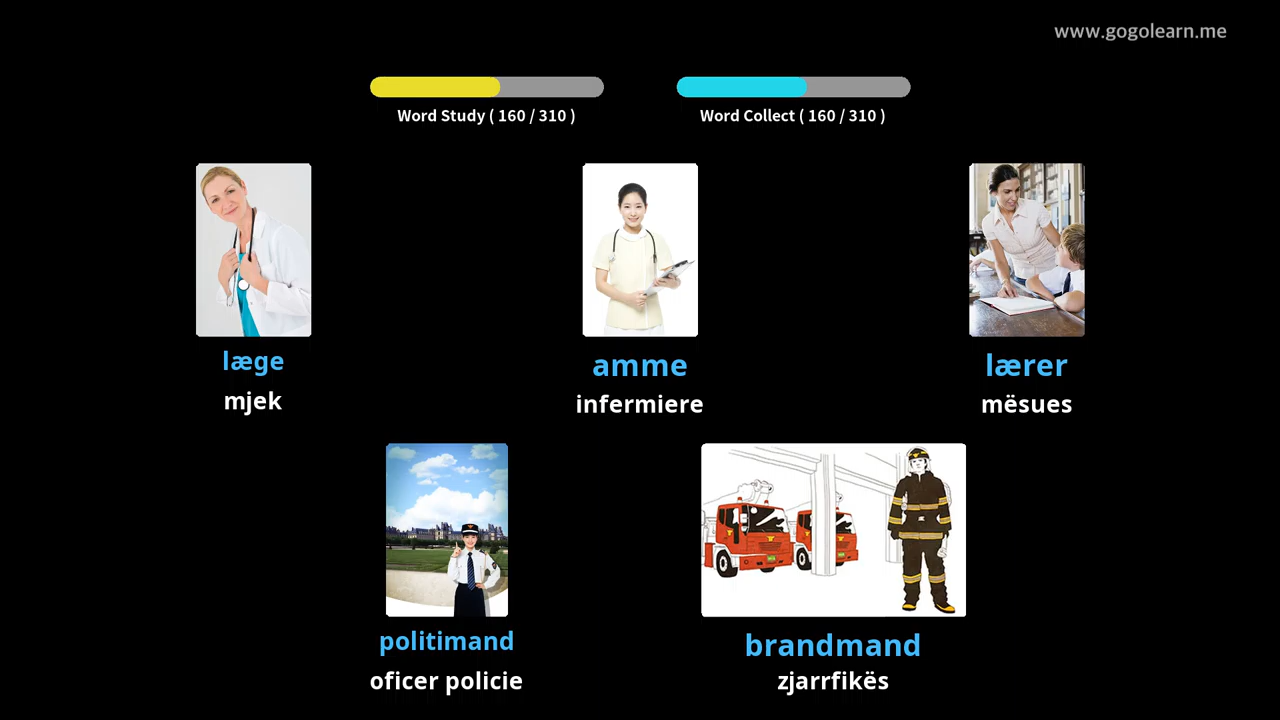 www.gogolearn.me
Word Study ( 160 / 310 )
Word Collect ( 160 / 310 )
læge
amme
lærer
mjek
infermiere
mësues
politimand
brandmand
oficer policie
zjarrfikës